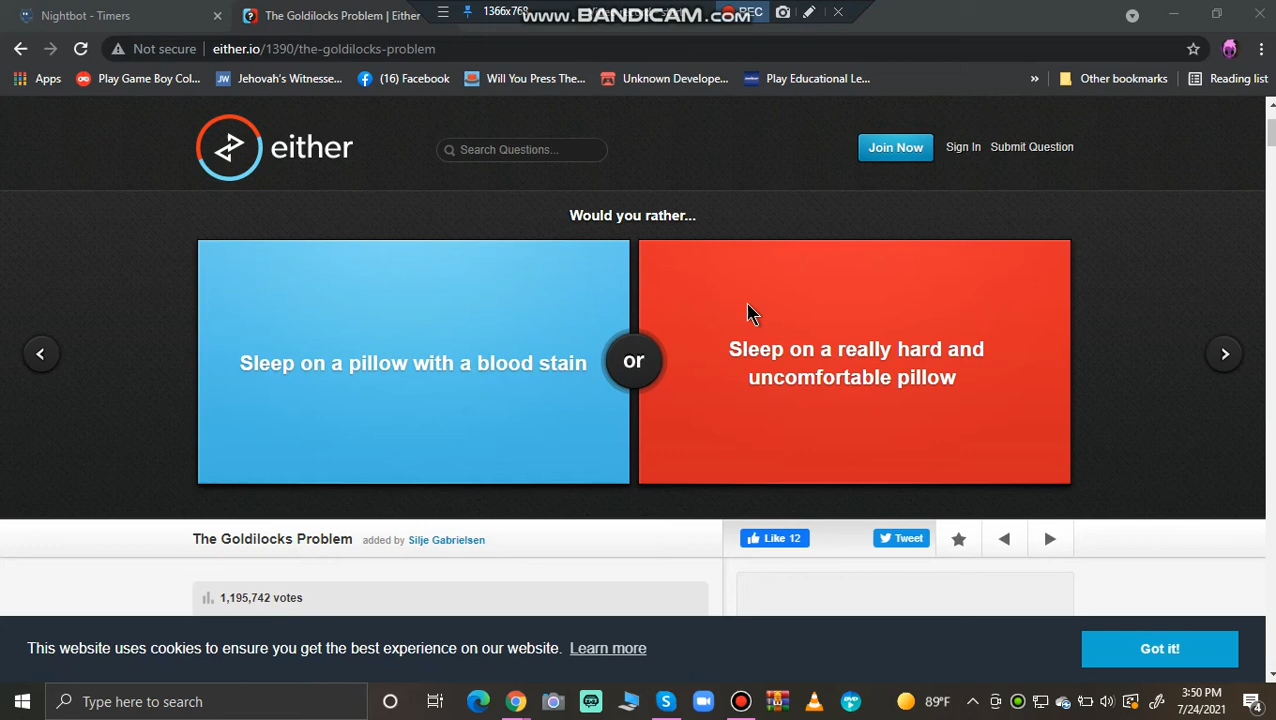 Nightbot - Timers
The Goldilocks Problem | Either
1366x768
www.BANDICAM.com
REC
Not secure
either.io/1390/the-goldilocks-problem
Apps
Play Game Boy Col...
Jehovah's Witnesse...
(16) Facebook
Will You Press The...
Unknown Develope...
Play Educational Le...
»
Other bookmarks
Reading list
either
Search Questions...
Join Now
Sign In
Submit Question
Would you rather...
Sleep on a pillow with a blood stain
or
Sleep on a really hard and
uncomfortable pillow
The Goldilocks Problem
added by Silje Gabrielsen
Like 12
Tweet
1,195,742 votes
This website uses cookies to ensure you get the best experience on our website. Learn more
Got it!
Type here to search
89°F
3:50 PM
7/24/2021
4